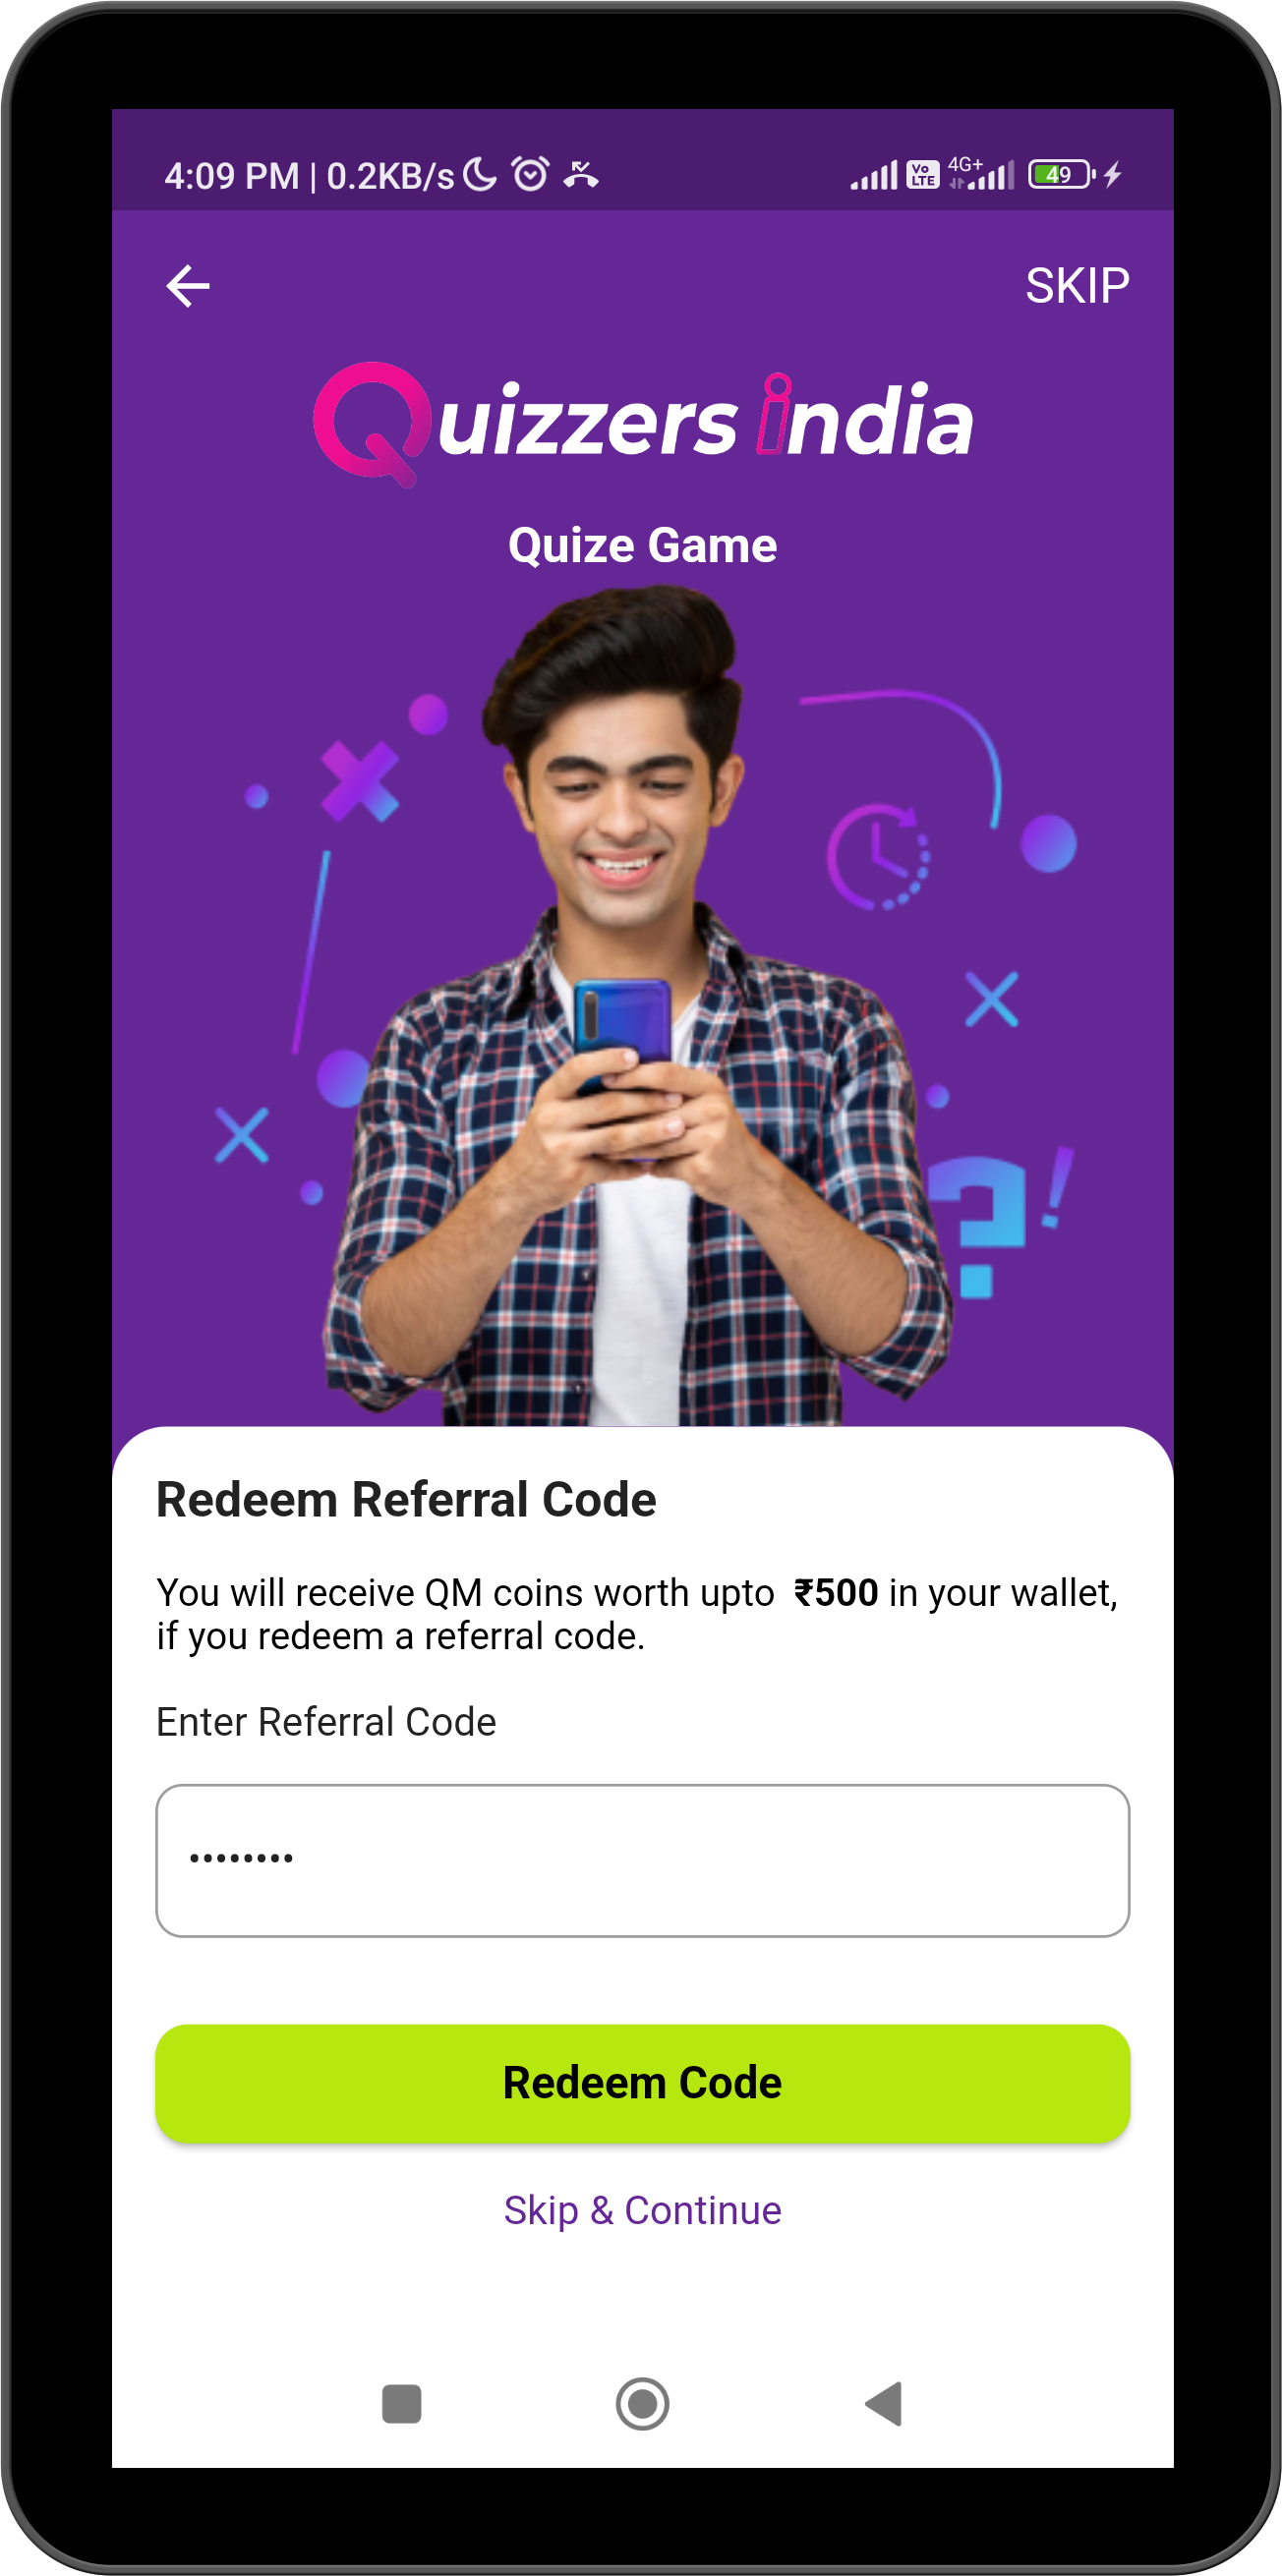 4:09 PM | 0.2KB/s
Vo LTE 4G+ 49
SKIP
Quizzers india
Quize Game
?!
Redeem Referral Code
You will receive QM coins worth upto ₹500 in your wallet,
if you redeem a referral code.
Enter Referral Code
••••••••
Redeem Code
Skip & Continue